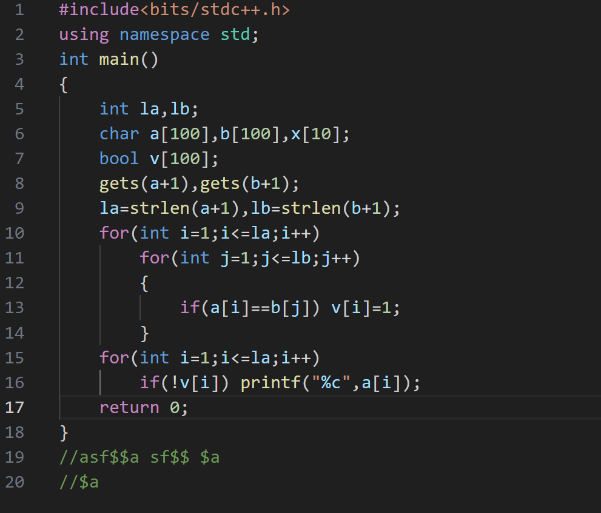 1 #include<bits/stdc++.h>
2 using namespace std;
3 int main()
4 {
5 int la,lb;
6 char a[100],b[100],x[10];
7 bool v[100];
8 gets(a+1),gets(b+1);
9 la=strlen(a+1),lb=strlen(b+1);
10 for(int i=1;i<=la;i++)
11 for(int j=1;j<=lb;j++)
12 {
13 if(a[i]==b[j]) v[i]=1;
14 }
15 for(int i=1;i<=la;i++)
16 if(!v[i]) printf("%c",a[i]);
17 return 0;
18 }
19 //asf$$a sf$$ $a
20 //$a